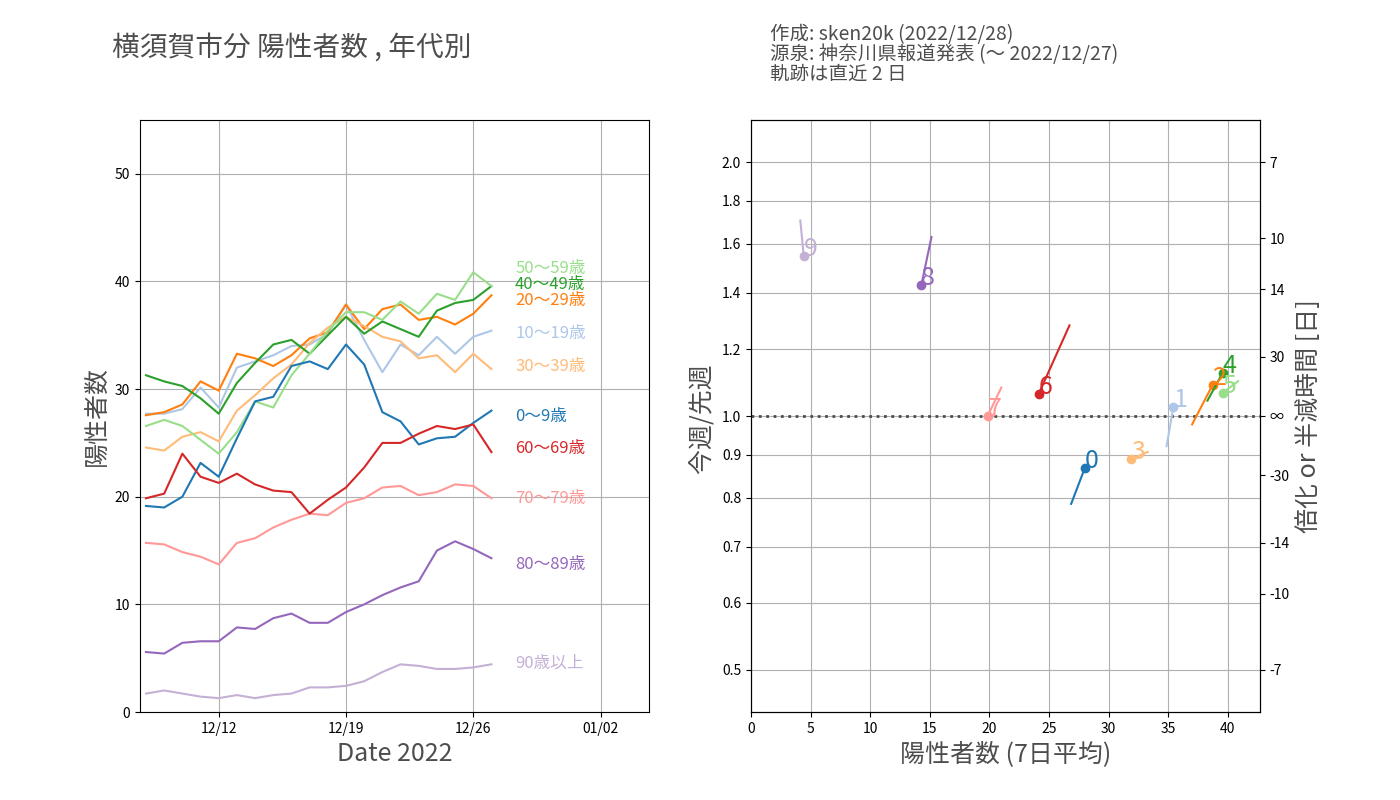 横須賀市分 陽性者数 , 年代別
作成: sken20k (2022/12/28)
源泉: 神奈川県報道発表 (〜 2022/12/27)
軌跡は直近 2 日
陽性者数
50
40
30
20
10
0
12/12
12/19
12/26
01/02
Date 2022
50〜59歳
40〜49歳
20〜29歳
10〜19歳
30〜39歳
0〜9歳
60〜69歳
70〜79歳
80〜89歳
90歳以上
今週/先週
2.0
1.8
1.6
1.4
1.2
1.0
0.9
0.8
0.7
0.6
0.5
0
5
10
15
20
25
30
35
40
陽性者数 (7日平均)
9
8
6
4
2
5
1
7
3
0
7
10
14
30
∞
-30
-14
-10
-7
倍化 or 半減時間 [日]